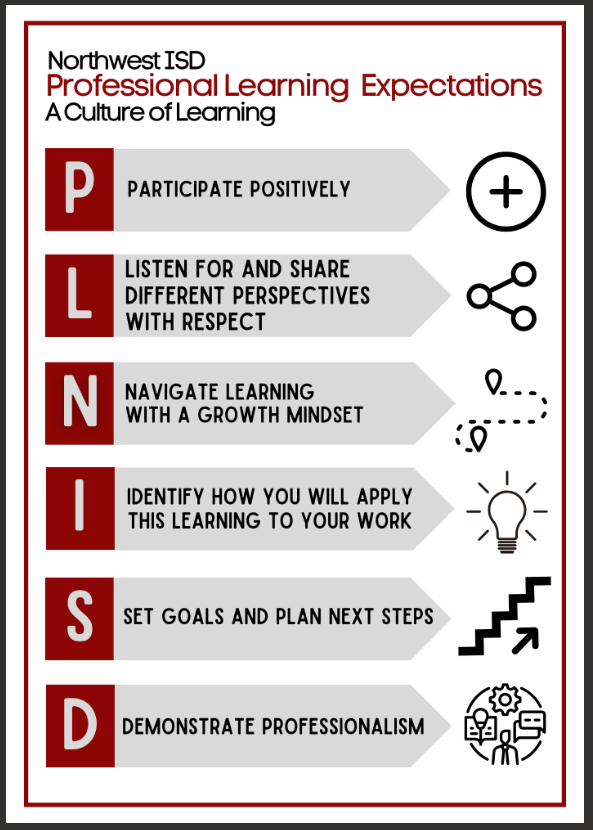 Northwest ISD
Professional Learning Expectations
A Culture of Learning
P
PARTICIPATE POSITIVELY
L
LISTEN FOR AND SHARE
DIFFERENT PERSPECTIVES
WITH RESPECT
N
NAVIGATE LEARNING
WITH A GROWTH MINDSET
I
IDENTIFY HOW YOU WILL APPLY
THIS LEARNING TO YOUR WORK
S
SET GOALS AND PLAN NEXT STEPS
D
DEMONSTRATE PROFESSIONALISM